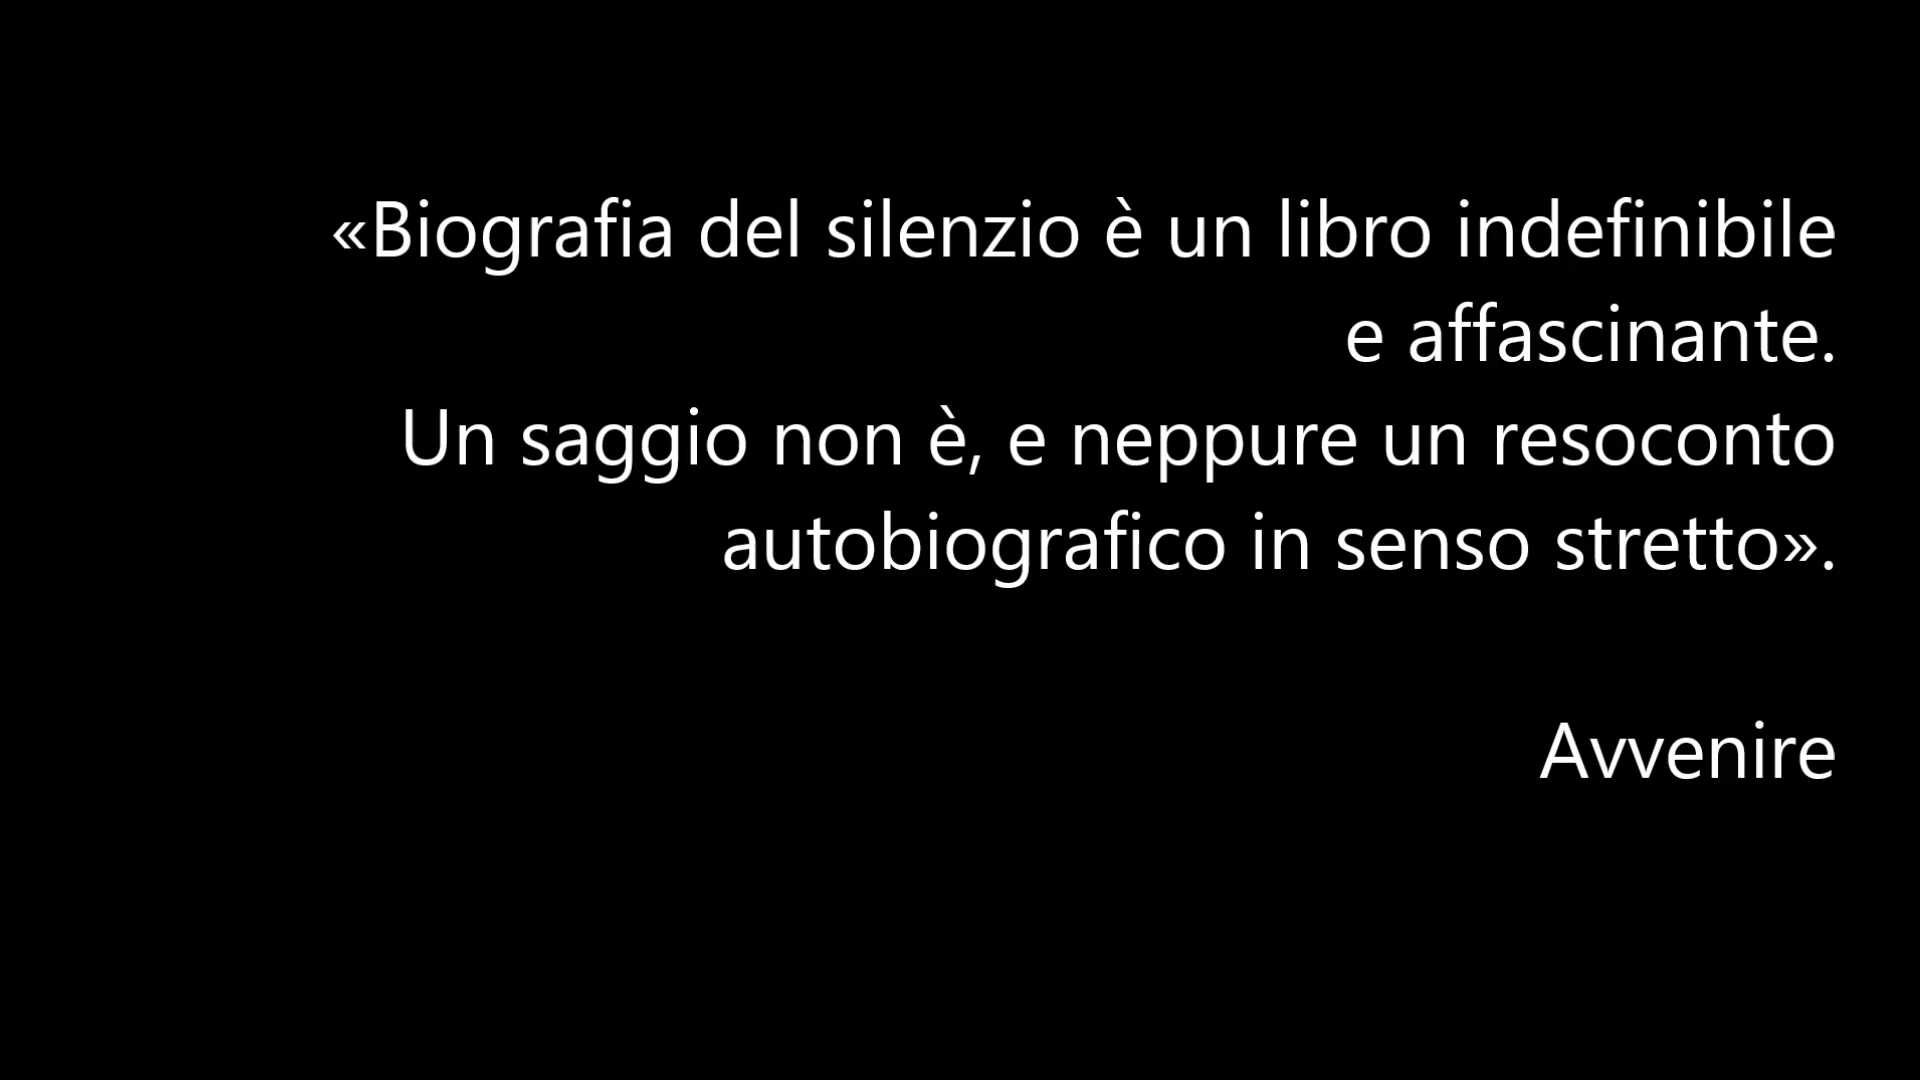 «Biografia del silenzio è un libro indefinibile
e affascinante.
Un saggio non è, e neppure un resoconto
autobiografico in senso stretto».
Avvenire